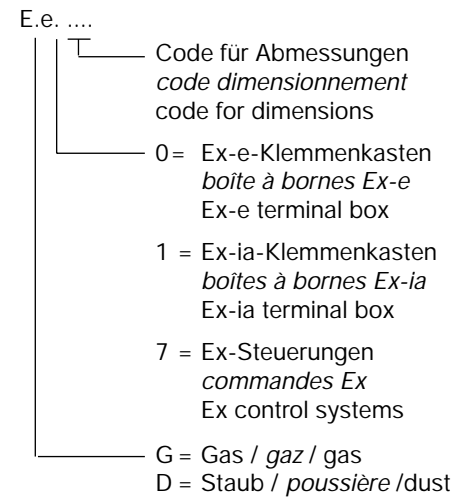 E.e. ....
Code für Abmessungen
code dimensionnement
code for dimensions
0= Ex-e-Klemmenkasten
boîte à bornes Ex-e
Ex-e terminal box
1 = Ex-ia-Klemmenkasten
boîtes à bornes Ex-ia
Ex-ia terminal box
7 = Ex-Steuerungen
commandes Ex
Ex control systems
G = Gas / gaz / gas
D = Staub / poussière /dust